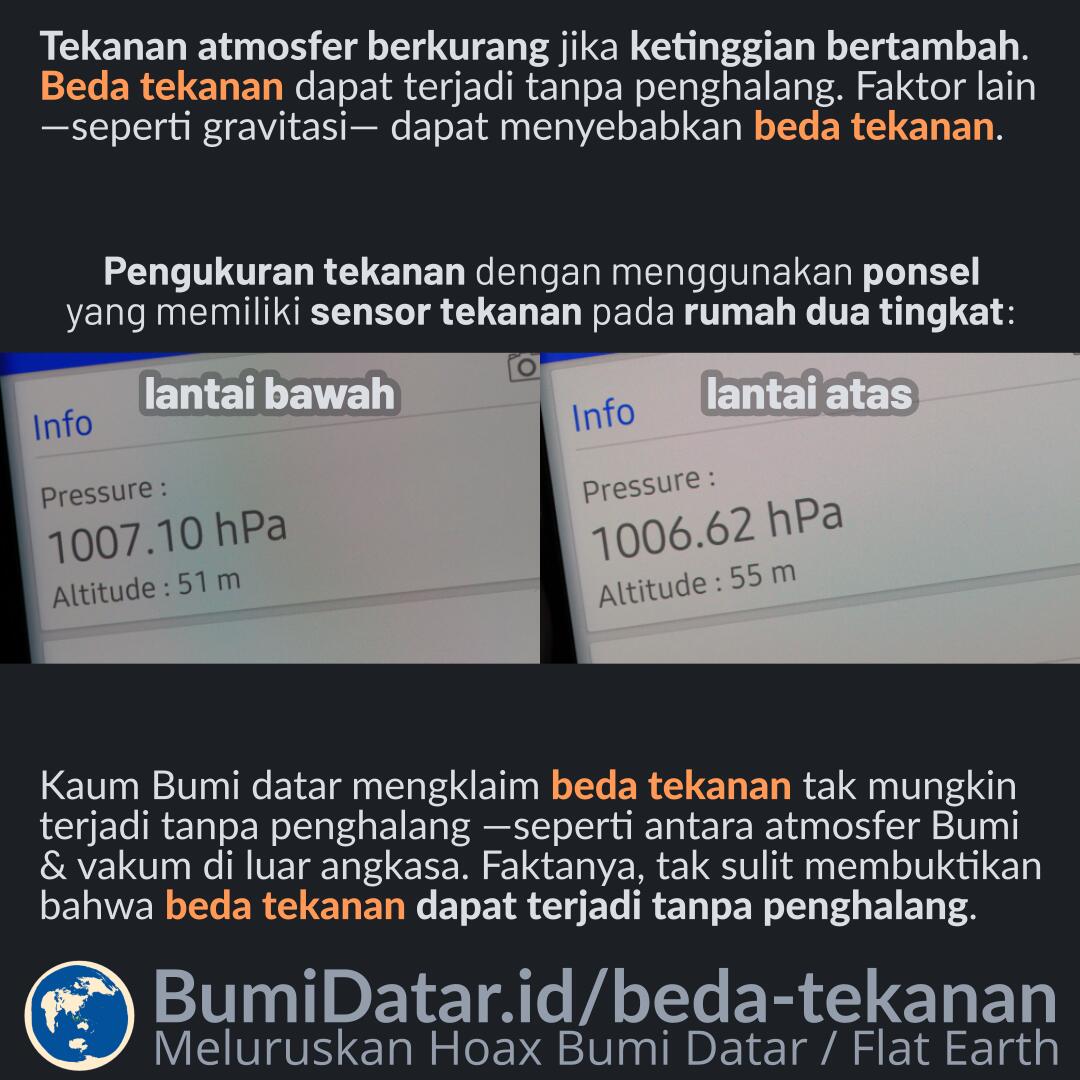 Tekanan atmosfer berkurang jika ketinggian bertambah.
Beda tekanan dapat terjadi tanpa penghalang. Faktor lain
—seperti gravitasi— dapat menyebabkan beda tekanan.
Pengukuran tekanan dengan menggunakan ponsel
yang memiliki sensor tekanan pada rumah dua tingkat:
lantai bawah
Info
Pressure :
1007.10 hPa
Altitude : 51 m
lantai atas
Info
Pressure :
1006.62 hPa
Altitude : 55 m
Kaum Bumi datar mengklaim beda tekanan tak mungkin
terjadi tanpa penghalang —seperti antara atmosfer Bumi
& vakum di luar angkasa. Faktanya, tak sulit membuktikan
bahwa beda tekanan dapat terjadi tanpa penghalang.
BumiDatar.id/beda-tekanan
Meluruskan Hoax Bumi Datar / Flat Earth